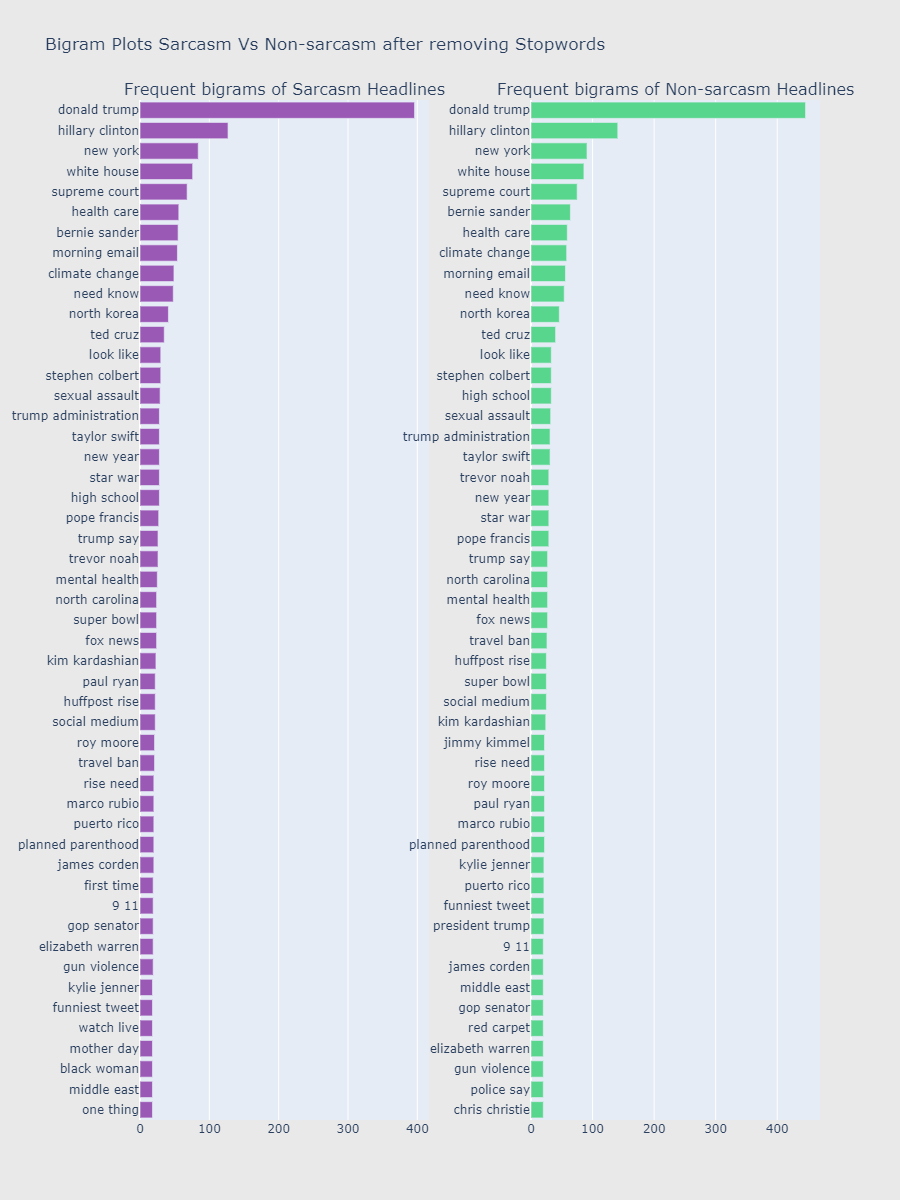 Bigram Plots Sarcasm Vs Non-sarcasm after removing Stopwords
Frequent bigrams of Sarcasm Headlines
donald trump
hillary clinton
new york
white house
supreme court
health care
bernie sander
morning email
climate change
need know
north korea
ted cruz
look like
stephen colbert
sexual assault
trump administration
taylor swift
new year
star war
high school
pope francis
trump say
trevor noah
mental health
north carolina
super bowl
fox news
kim kardashian
paul ryan
huffpost rise
social medium
roy moore
travel ban
rise need
marco rubio
puerto rico
planned parenthood
james corden
first time
9 11
gop senator
elizabeth warren
gun violence
kylie jenner
funniest tweet
watch live
mother day
black woman
middle east
one thing
0 100 200 300 400
Frequent bigrams of Non-sarcasm Headlines
donald trump
hillary clinton
new york
white house
supreme court
bernie sander
health care
climate change
morning email
need know
north korea
ted cruz
look like
stephen colbert
high school
sexual assault
trump administration
taylor swift
trevor noah
new year
star war
pope francis
trump say
north carolina
mental health
fox news
travel ban
huffpost rise
super bowl
social medium
kim kardashian
jimmy kimmel
rise need
roy moore
paul ryan
marco rubio
planned parenthood
kylie jenner
puerto rico
funniest tweet
president trump
9 11
james corden
middle east
gop senator
red carpet
elizabeth warren
gun violence
police say
chris christie
0 100 200 300 400